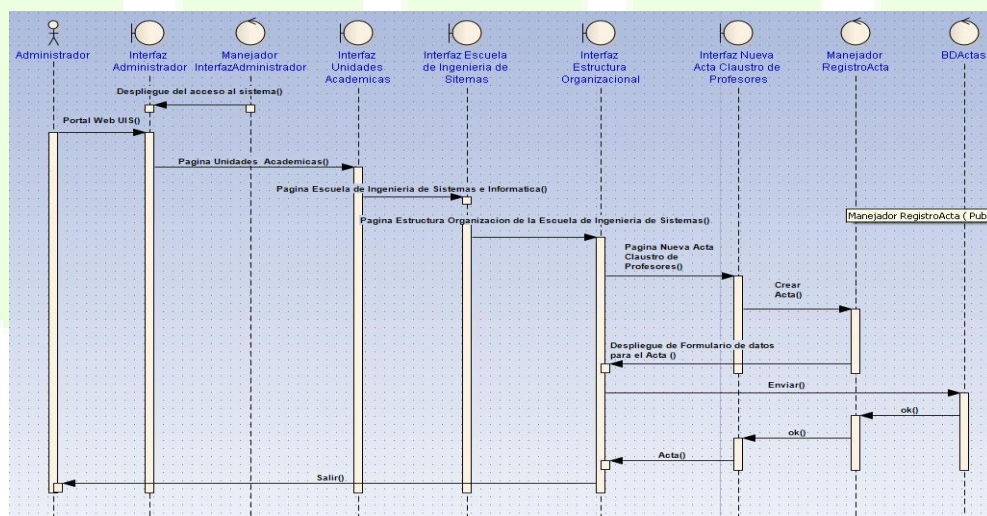 Administrador
Interfaz
Administrador
Manejador
InterfazAdministrador
Interfaz
Unidades
Academicas
Interfaz Escuela
de Ingenieria de
Sitemas
Interfaz
Estructura
Organizacional
Interfaz Nueva
Acta Claustro de
Profesores
Manejador
RegistroActa
BDActas
Despliegue del acceso al sistema()
Portal Web UIS()
Pagina Unidades Academicas()
Pagina Escuela de Ingenieria de Sistemas e Informatica()
Manejador RegistroActa ( Pub
Pagina Estructura Organizacion de la Escuela de Ingenieria de Sistemas()
Pagina Nueva Acta
Claustro de
Profesores()
Crear
Acta()
Despliegue de Formulario de datos
para el Acta ()
Enviar()
ok()
ok()
Acta()
Salir()